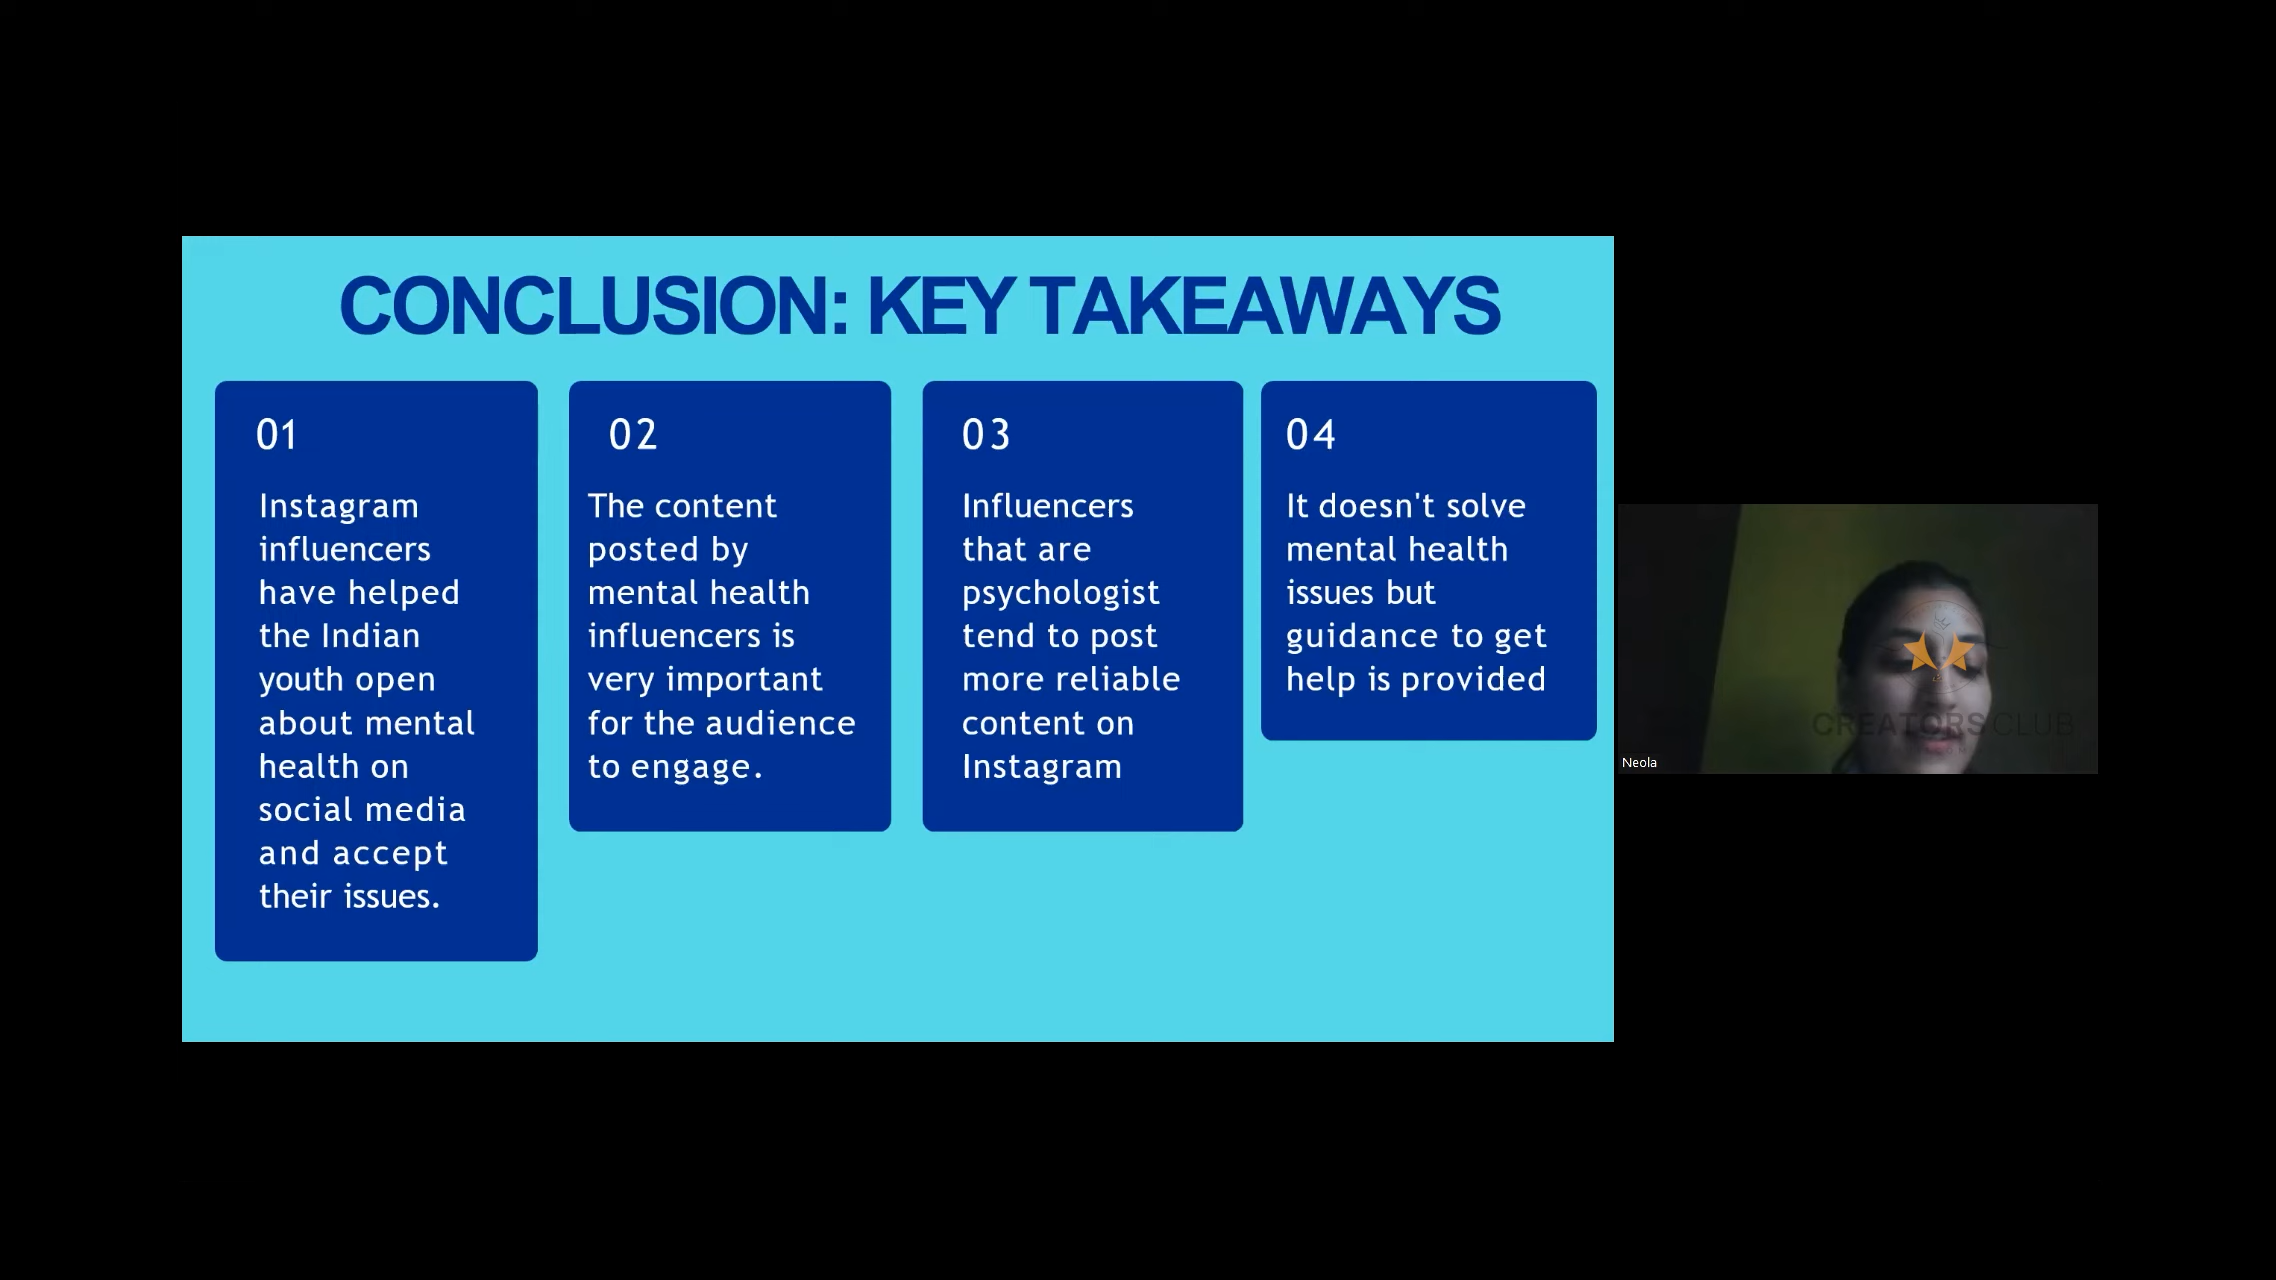 CONCLUSION: KEY TAKEAWAYS
01
Instagram
influencers
have helped
the Indian
youth open
about mental
health on
social media
and accept
their issues.
02
The content
posted by
mental health
influencers is
very important
for the audience
to engage.
03
Influencers
that are
psychologist
tend to post
more reliable
content on
Instagram
04
It doesn't solve
mental health
issues but
guidance to get
help is provided
CREATORS CLUB
Neola